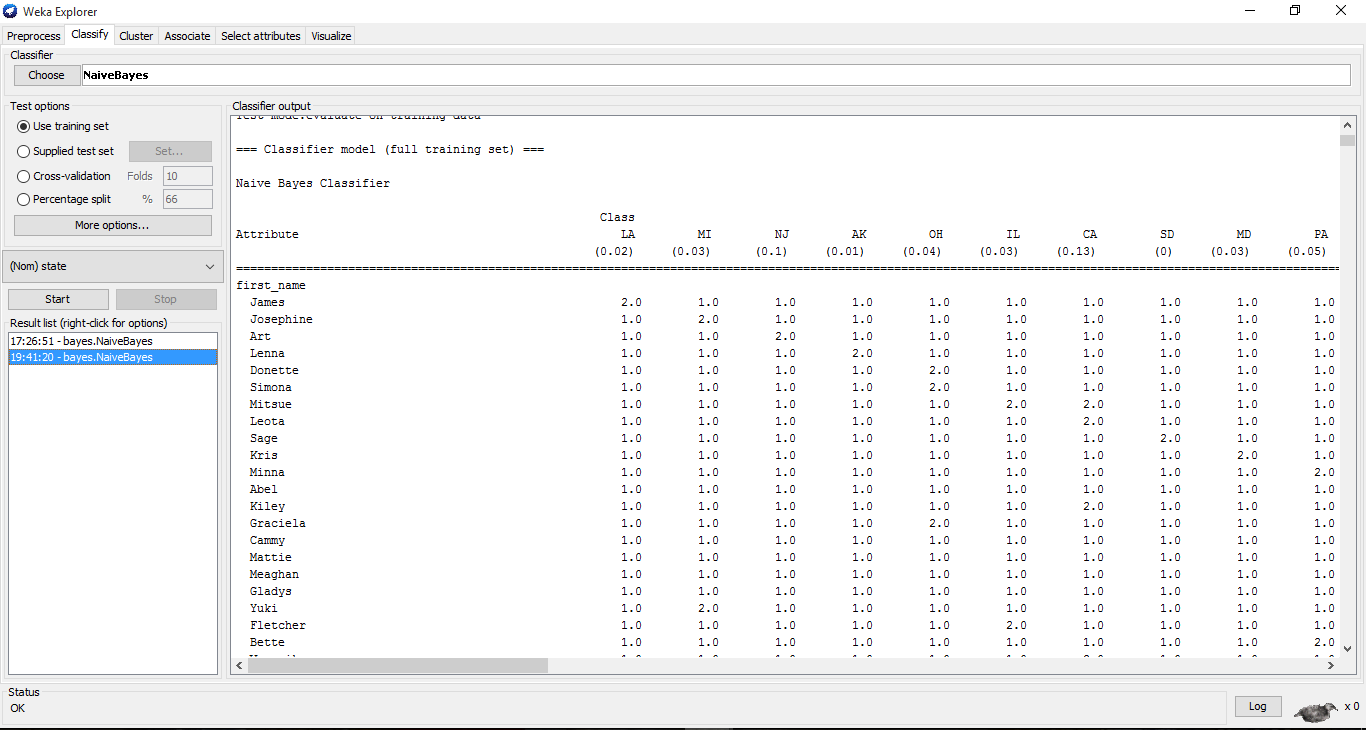 Weka Explorer
Preprocess Classify Cluster Associate Select attributes Visualize
Classifier
Choose NaiveBayes
Test options
Use training set
Supplied test set Set...
Cross-validation Folds 10
Percentage split % 66
More options...
(Nom) state
Start Stop
Result list (right-click for options)
17:26:51 - bayes.NaiveBayes
19:41:20 - bayes.NaiveBayes
Classifier output
Test mode:evaluate on training data
=== Classifier model (full training set) ===
Naive Bayes Classifier
Class
Attribute LA MI NJ AK OH IL CA SD MD PA
(0.02) (0.03) (0.1) (0.01) (0.04) (0.03) (0.13) (0) (0.03) (0.05)
first_name
James 2.0 1.0 1.0 1.0 1.0 1.0 1.0 1.0 1.0 1.0
Josephine 1.0 2.0 1.0 1.0 1.0 1.0 1.0 1.0 1.0 1.0
Art 1.0 1.0 2.0 1.0 1.0 1.0 1.0 1.0 1.0 1.0
Lenna 1.0 1.0 1.0 2.0 1.0 1.0 1.0 1.0 1.0 1.0
Donette 1.0 1.0 1.0 1.0 2.0 1.0 1.0 1.0 1.0 1.0
Simona 1.0 1.0 1.0 1.0 2.0 1.0 1.0 1.0 1.0 1.0
Mitsue 1.0 1.0 1.0 1.0 1.0 2.0 2.0 1.0 1.0 1.0
Leota 1.0 1.0 1.0 1.0 1.0 1.0 2.0 1.0 1.0 1.0
Sage 1.0 1.0 1.0 1.0 1.0 1.0 1.0 2.0 1.0 1.0
Kris 1.0 1.0 1.0 1.0 1.0 1.0 1.0 1.0 2.0 1.0
Minna 1.0 1.0 1.0 1.0 1.0 1.0 1.0 1.0 1.0 2.0
Abel 1.0 1.0 1.0 1.0 1.0 1.0 1.0 1.0 1.0 1.0
Kiley 1.0 1.0 1.0 1.0 1.0 1.0 2.0 1.0 1.0 1.0
Graciela 1.0 1.0 1.0 1.0 2.0 1.0 1.0 1.0 1.0 1.0
Cammy 1.0 1.0 1.0 1.0 1.0 1.0 1.0 1.0 1.0 1.0
Mattie 1.0 1.0 1.0 1.0 1.0 1.0 1.0 1.0 1.0 1.0
Meaghan 1.0 1.0 1.0 1.0 1.0 1.0 1.0 1.0 1.0 1.0
Gladys 1.0 1.0 1.0 1.0 1.0 1.0 1.0 1.0 1.0 1.0
Yuki 1.0 2.0 1.0 1.0 1.0 1.0 1.0 1.0 1.0 1.0
Fletcher 1.0 1.0 1.0 1.0 1.0 2.0 1.0 1.0 1.0 1.0
Bette 1.0 1.0 1.0 1.0 1.0 1.0 1.0 1.0 1.0 2.0
Status
OK
Log x 0